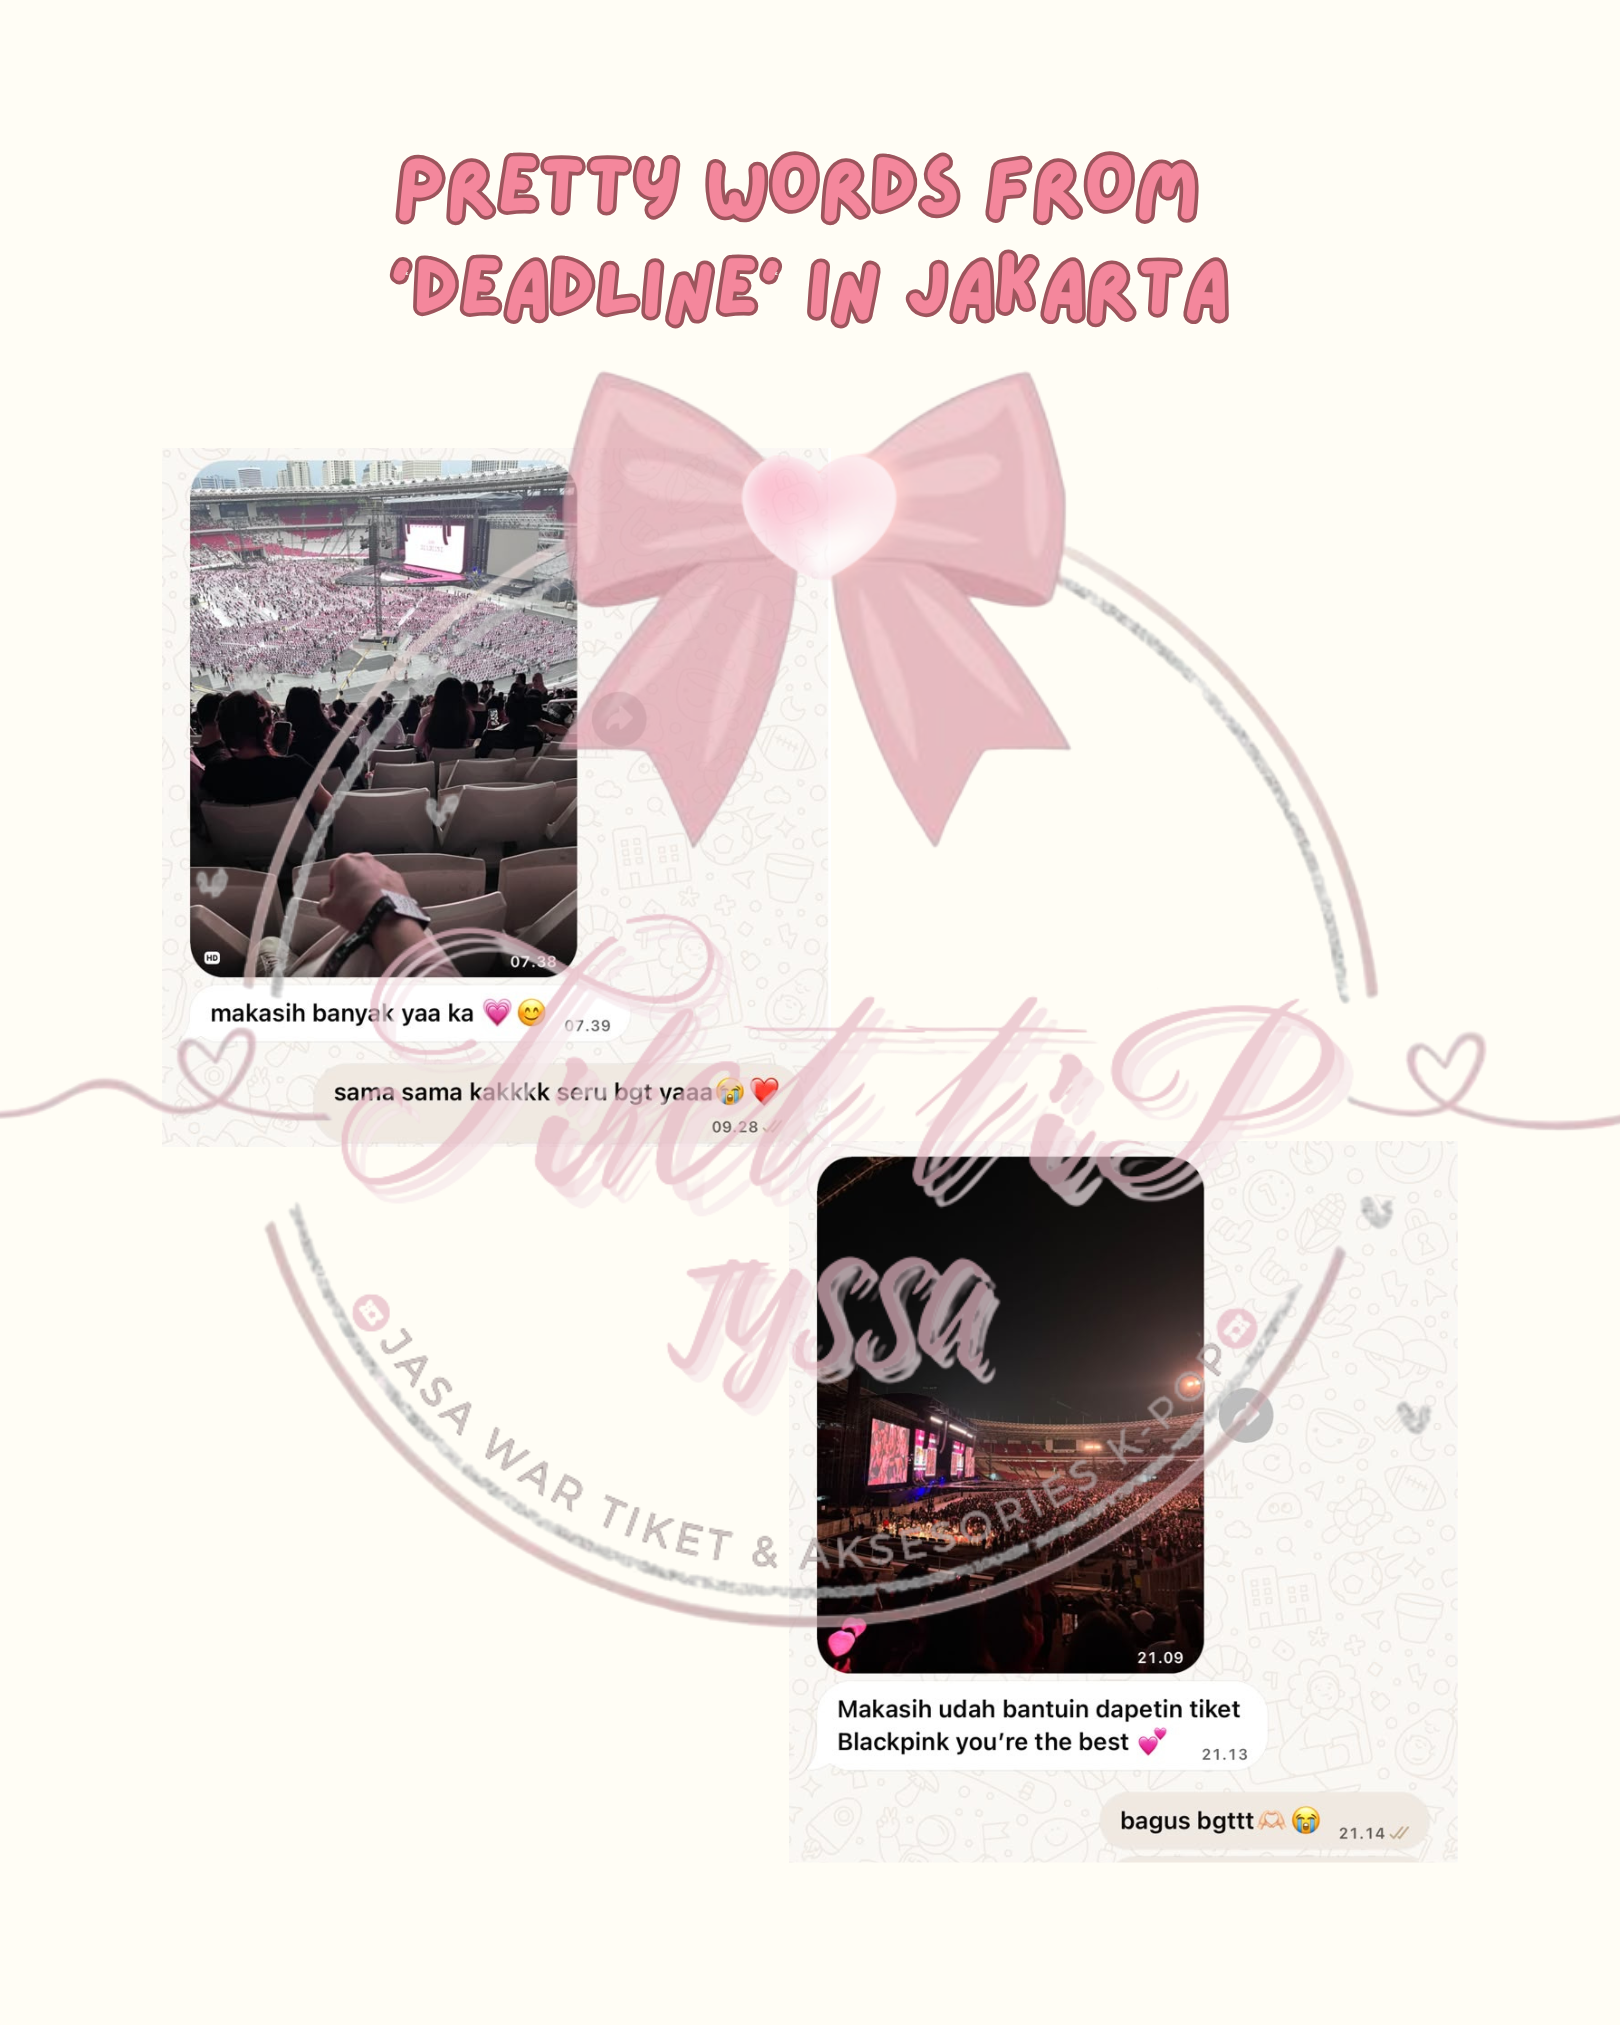 PRETTY WORDS FROM
'DEADLINE' IN JAKARTA
HD
07.38
makasih banyak yaa ka 💗😊
07.39
sama sama kakkkk seru bgt yaaa😭❤️
09.28
Tiket tiP
Tyssa
JASA WAR TIKET & AKSESORIES K-POP
21.09
Makasih udah bantuin dapetin tiket
Blackpink you're the best 💕
21.13
bagus bgttt🫶🏻😭
21.14